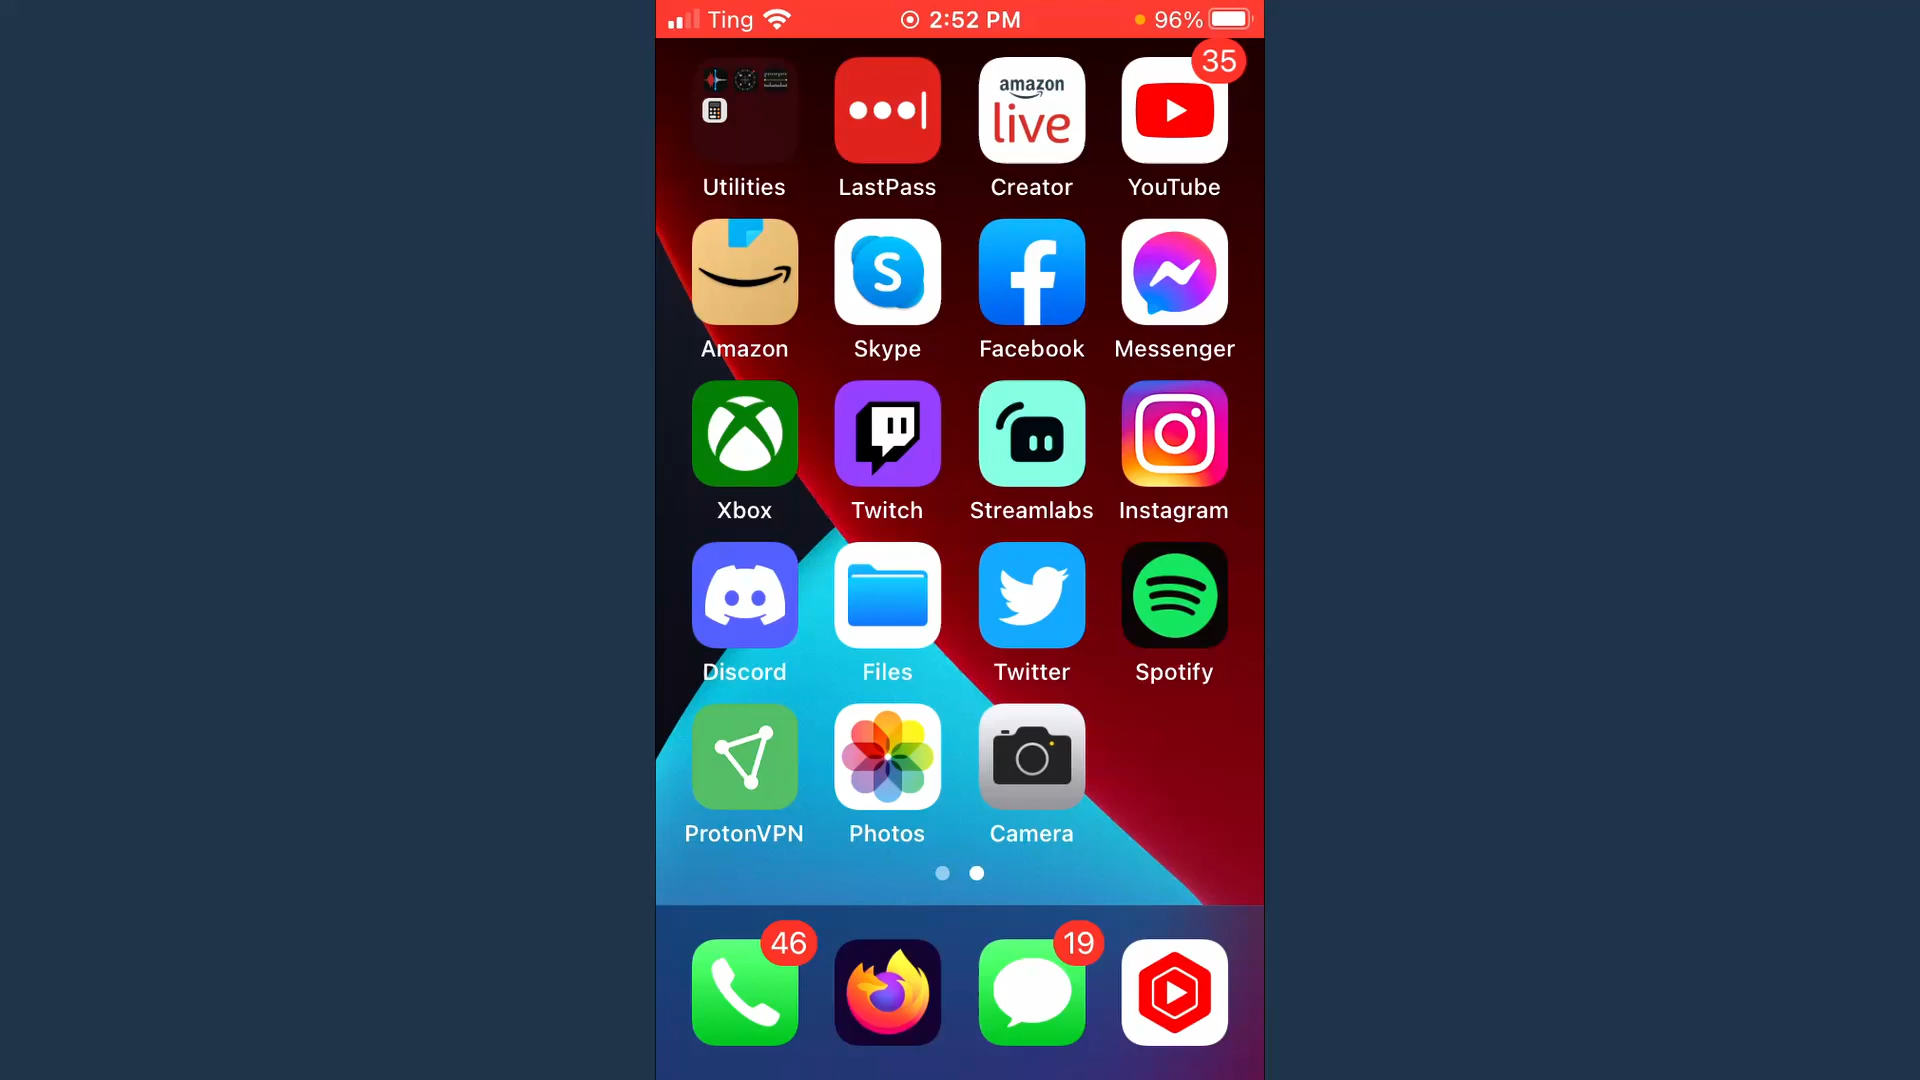 Ting 2:52 PM 96%
35
amazon
live
Utilities LastPass Creator YouTube
S
Amazon Skype Facebook Messenger
Xbox Twitch Streamlabs Instagram
Discord Files Twitter Spotify
ProtonVPN Photos Camera
46 19